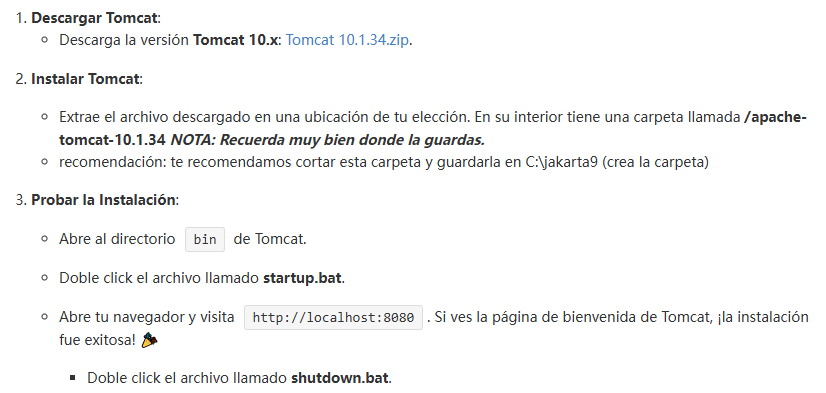 1. Descargar Tomcat:
Descarga la versión Tomcat 10.x: Tomcat 10.1.34.zip.
2. Instalar Tomcat:
Extrae el archivo descargado en una ubicación de tu elección. En su interior tiene una carpeta llamada /apache-
tomcat-10.1.34 NOTA: Recuerda muy bien donde la guardas.
recomendación: te recomendamos cortar esta carpeta y guardarla en C:\jakarta9 (crea la carpeta)
3. Probar la Instalación:
Abre al directorio bin de Tomcat.
Doble click el archivo llamado startup.bat.
Abre tu navegador y visita http://localhost:8080 . Si ves la página de bienvenida de Tomcat, ¡la instalación
fue exitosa! 🎉
Doble click el archivo llamado shutdown.bat.